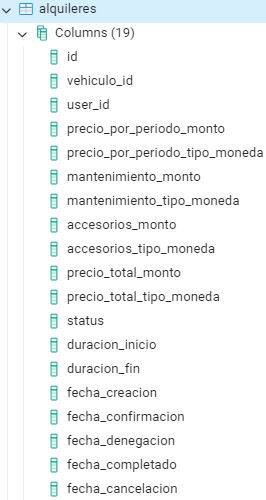 alquileres
Columns (19)
id
vehiculo_id
user_id
precio_por_periodo_monto
precio_por_periodo_tipo_moneda
mantenimiento_monto
mantenimiento_tipo_moneda
accesorios_monto
accesorios_tipo_moneda
precio_total_monto
precio_total_tipo_moneda
status
duracion_inicio
duracion_fin
fecha_creacion
fecha_confirmacion
fecha_denegacion
fecha_completado
fecha_cancelacion